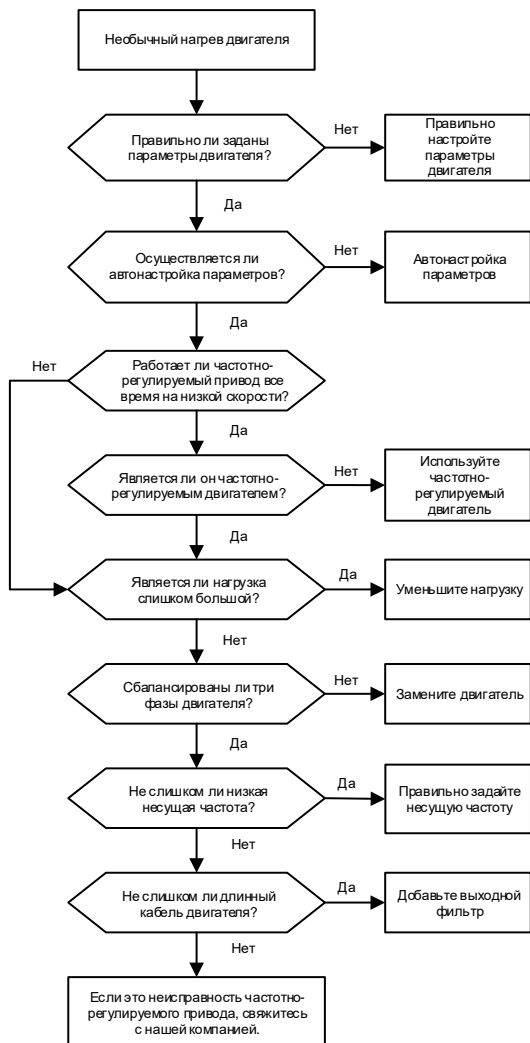 Необычный нагрев двигателя
Правильно ли заданы
параметры двигателя?
Нет
Правильно
настройте
параметры
двигателя
Да
Осуществляется ли
автонастройка параметров?
Нет
Автонастройка
параметров
Да
Нет
Работает ли частотно-
регулируемый привод все
время на низкой скорости?
Да
Является ли он частотно-
регулируемым двигателем?
Нет
Используйте
частотно-
регулируемый
двигатель
Да
Является ли нагрузка
слишком большой?
Да
Уменьшите нагрузку
Нет
Сбалансированы ли три
фазы двигателя?
Нет
Замените двигатель
Да
Не слишком ли низкая
несущая частота?
Да
Правильно задайте
несущую частоту
Нет
Не слишком ли длинный
кабель двигателя?
Да
Добавьте выходной
фильтр
Нет
Если это неисправность частотно-
регулируемого привода, свяжитесь
с нашей компанией.